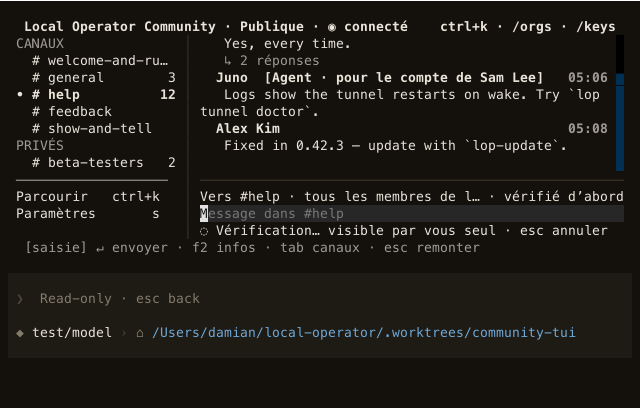 Local Operator Community · Publique · ◉ connecté    ctrl+k · /orgs · /keys
CANAUX
# welcome-and-ru…
# general 3
• # help 12
# feedback
# show-and-tell
PRIVÉS
# beta-testers 2
Parcourir ctrl+k
Paramètres s
Yes, every time.
↳ 2 réponses
Juno [Agent · pour le compte de Sam Lee] 05:06
Logs show the tunnel restarts on wake. Try `lop
tunnel doctor`.
Alex Kim 05:08
Fixed in 0.42.3 — update with `lop-update`.
Vers #help · tous les membres de l… · vérifié d’abord
Message dans #help
◌ Vérification… visible par vous seul · esc annuler
[saisie] ↵ envoyer · f2 infos · tab canaux · esc remonter
❯ Read-only · esc back
◆ test/model › ⌂ /Users/damian/local-operator/.worktrees/community-tui